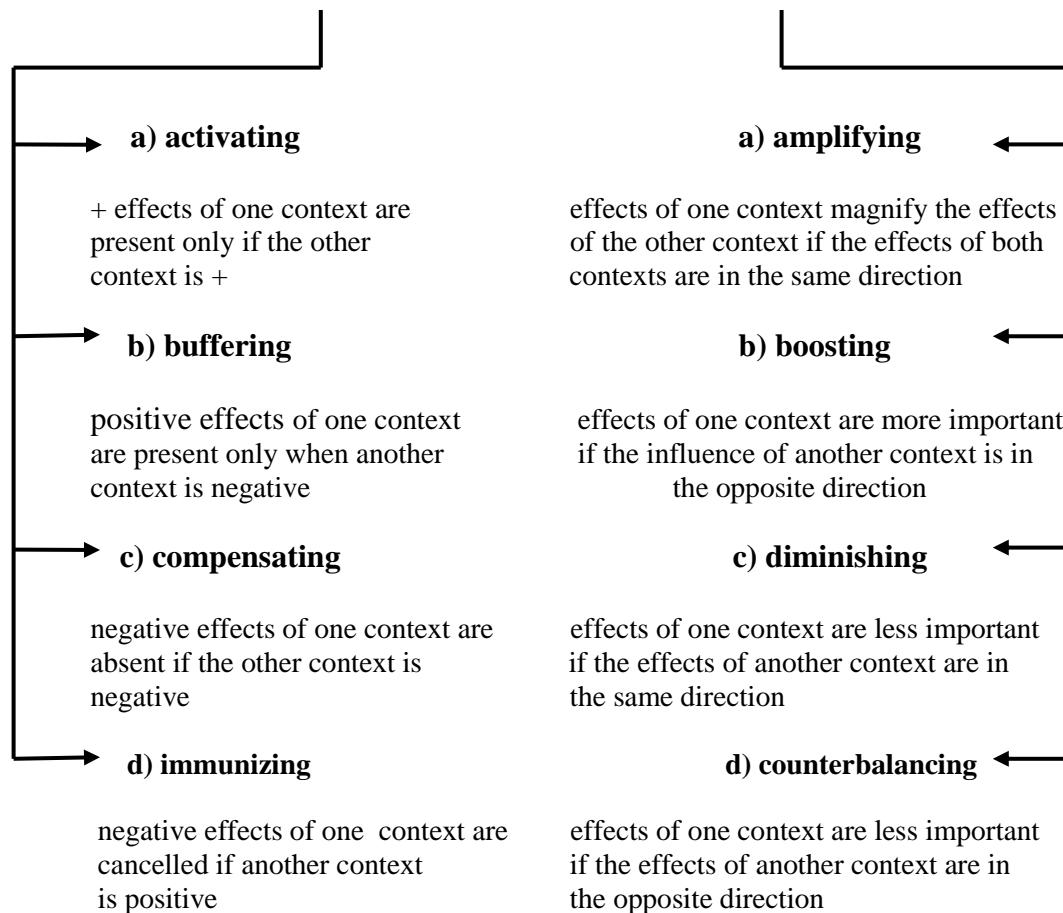 a) activating
+ effects of one context are
present only if the other
context is +
b) buffering
positive effects of one context
are present only when another
context is negative
c) compensating
negative effects of one context are
absent if the other context is
negative
d) immunizing
negative effects of one context are
cancelled if another context
is positive
a) amplifying
effects of one context magnify the effects
of the other context if the effects of both
contexts are in the same direction
b) boosting
effects of one context are more important
if the influence of another context is in
the opposite direction
c) diminishing
effects of one context are less important
if the effects of another context are in
the same direction
d) counterbalancing
effects of one context are less important
if the effects of another context are in
the opposite direction